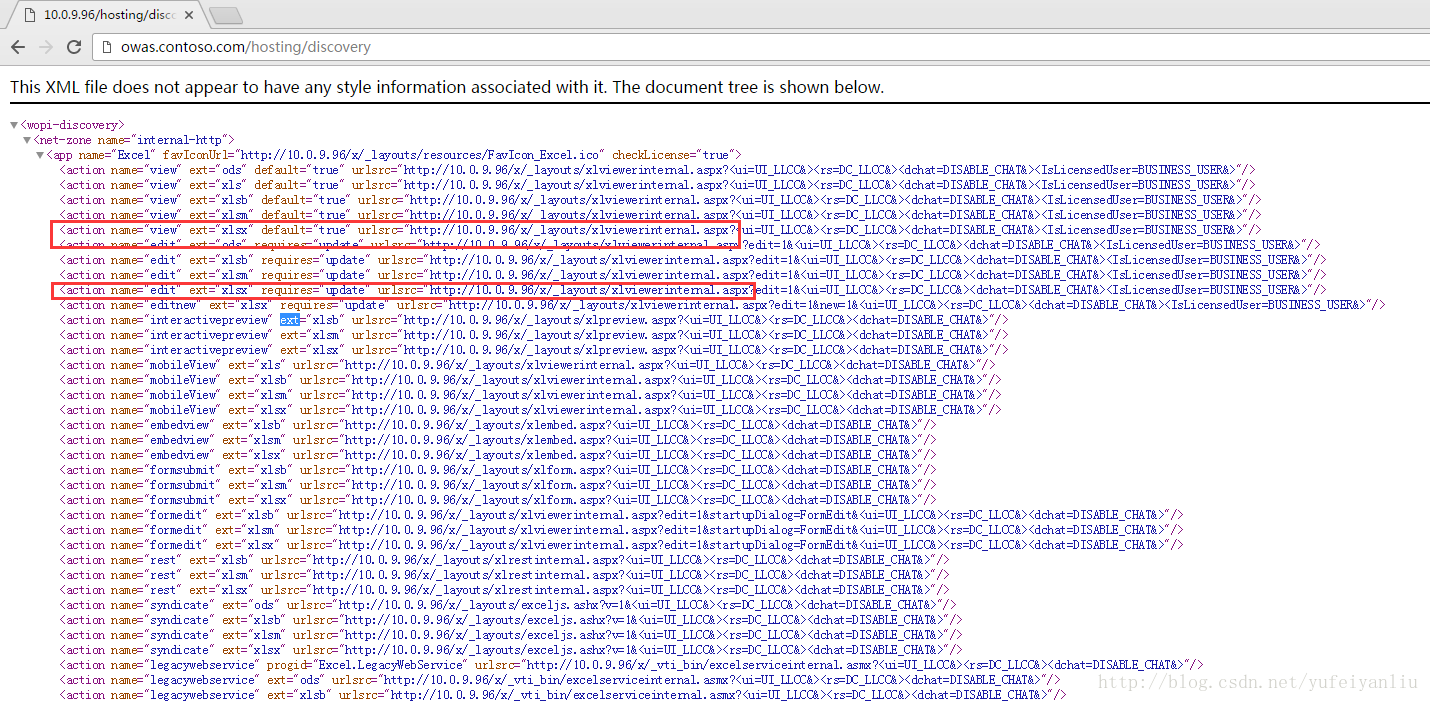 10.0.9.96/hosting/disc
owas.contoso.com/hosting/discovery
This XML file does not appear to have any style information associated with it. The document tree is shown below.
<wopi-discovery>
<net-zone name="internal-http">
<app name="Excel" favIconUrl="http://10.0.9.96/x/_layouts/resources/FavIcon_Excel.ico" checkLicense="true">
<action name="view" ext="ods" default="true" urlsrc="http://10.0.9.96/x/_layouts/xlviewerinternal.aspx?<ui=UI_LLCC&><rs=DC_LLCC&><dchat=DISABLE_CHAT&><IsLicensedUser=BUSINESS_USER&>"/>
<action name="view" ext="xls" default="true" urlsrc="http://10.0.9.96/x/_layouts/xlviewerinternal.aspx?<ui=UI_LLCC&><rs=DC_LLCC&><dchat=DISABLE_CHAT&><IsLicensedUser=BUSINESS_USER&>"/>
<action name="view" ext="xlsb" default="true" urlsrc="http://10.0.9.96/x/_layouts/xlviewerinternal.aspx?<ui=UI_LLCC&><rs=DC_LLCC&><dchat=DISABLE_CHAT&><IsLicensedUser=BUSINESS_USER&>"/>
<action name="view" ext="xlsm" default="true" urlsrc="http://10.0.9.96/x/_layouts/xlviewerinternal.aspx?<ui=UI_LLCC&><rs=DC_LLCC&><dchat=DISABLE_CHAT&><IsLicensedUser=BUSINESS_USER&>"/>
<action name="view" ext="xlsx" default="true" urlsrc="http://10.0.9.96/x/_layouts/xlviewerinternal.aspx?<ui=UI_LLCC&><rs=DC_LLCC&><dchat=DISABLE_CHAT&><IsLicensedUser=BUSINESS_USER&>"/>
<action name="edit" ext="ods" requires="update" urlsrc="http://10.0.9.96/x/_layouts/xlviewerinternal.aspx?edit=1&<ui=UI_LLCC&><rs=DC_LLCC&><dchat=DISABLE_CHAT&><IsLicensedUser=BUSINESS_USER&>"/>
<action name="edit" ext="xlsb" requires="update" urlsrc="http://10.0.9.96/x/_layouts/xlviewerinternal.aspx?edit=1&<ui=UI_LLCC&><rs=DC_LLCC&><dchat=DISABLE_CHAT&><IsLicensedUser=BUSINESS_USER&>"/>
<action name="edit" ext="xlsm" requires="update" urlsrc="http://10.0.9.96/x/_layouts/xlviewerinternal.aspx?edit=1&<ui=UI_LLCC&><rs=DC_LLCC&><dchat=DISABLE_CHAT&><IsLicensedUser=BUSINESS_USER&>"/>
<action name="edit" ext="xlsx" requires="update" urlsrc="http://10.0.9.96/x/_layouts/xlviewerinternal.aspx?edit=1&<ui=UI_LLCC&><rs=DC_LLCC&><dchat=DISABLE_CHAT&><IsLicensedUser=BUSINESS_USER&>"/>
<action name="editnew" ext="xlsx" requires="update" urlsrc="http://10.0.9.96/x/_layouts/xlviewerinternal.aspx?edit=1&new=1&<ui=UI_LLCC&><rs=DC_LLCC&><dchat=DISABLE_CHAT&><IsLicensedUser=BUSINESS_USER&>"/>
<action name="interactivepreview" ext="xlsb" urlsrc="http://10.0.9.96/x/_layouts/xlpreview.aspx?<ui=UI_LLCC&><rs=DC_LLCC&><dchat=DISABLE_CHAT&>"/>
<action name="interactivepreview" ext="xlsm" urlsrc="http://10.0.9.96/x/_layouts/xlpreview.aspx?<ui=UI_LLCC&><rs=DC_LLCC&><dchat=DISABLE_CHAT&>"/>
<action name="interactivepreview" ext="xlsx" urlsrc="http://10.0.9.96/x/_layouts/xlpreview.aspx?<ui=UI_LLCC&><rs=DC_LLCC&><dchat=DISABLE_CHAT&>"/>
<action name="mobileView" ext="xls" urlsrc="http://10.0.9.96/x/_layouts/xlviewerinternal.aspx?<ui=UI_LLCC&><rs=DC_LLCC&><dchat=DISABLE_CHAT&>"/>
<action name="mobileView" ext="xlsb" urlsrc="http://10.0.9.96/x/_layouts/xlviewerinternal.aspx?<ui=UI_LLCC&><rs=DC_LLCC&><dchat=DISABLE_CHAT&>"/>
<action name="mobileView" ext="xlsm" urlsrc="http://10.0.9.96/x/_layouts/xlviewerinternal.aspx?<ui=UI_LLCC&><rs=DC_LLCC&><dchat=DISABLE_CHAT&>"/>
<action name="mobileView" ext="xlsx" urlsrc="http://10.0.9.96/x/_layouts/xlviewerinternal.aspx?<ui=UI_LLCC&><rs=DC_LLCC&><dchat=DISABLE_CHAT&>"/>
<action name="embedview" ext="xlsb" urlsrc="http://10.0.9.96/x/_layouts/xlembed.aspx?<ui=UI_LLCC&><rs=DC_LLCC&><dchat=DISABLE_CHAT&>"/>
<action name="embedview" ext="xlsm" urlsrc="http://10.0.9.96/x/_layouts/xlembed.aspx?<ui=UI_LLCC&><rs=DC_LLCC&><dchat=DISABLE_CHAT&>"/>
<action name="embedview" ext="xlsx" urlsrc="http://10.0.9.96/x/_layouts/xlembed.aspx?<ui=UI_LLCC&><rs=DC_LLCC&><dchat=DISABLE_CHAT&>"/>
<action name="formsubmit" ext="xlsb" urlsrc="http://10.0.9.96/x/_layouts/xlform.aspx?<ui=UI_LLCC&><rs=DC_LLCC&><dchat=DISABLE_CHAT&>"/>
<action name="formsubmit" ext="xlsm" urlsrc="http://10.0.9.96/x/_layouts/xlform.aspx?<ui=UI_LLCC&><rs=DC_LLCC&><dchat=DISABLE_CHAT&>"/>
<action name="formsubmit" ext="xlsx" urlsrc="http://10.0.9.96/x/_layouts/xlform.aspx?<ui=UI_LLCC&><rs=DC_LLCC&><dchat=DISABLE_CHAT&>"/>
<action name="formedit" ext="xlsb" urlsrc="http://10.0.9.96/x/_layouts/xlviewerinternal.aspx?edit=1&startupDialog=FormEdit&<ui=UI_LLCC&><rs=DC_LLCC&><dchat=DISABLE_CHAT&>"/>
<action name="formedit" ext="xlsm" urlsrc="http://10.0.9.96/x/_layouts/xlviewerinternal.aspx?edit=1&startupDialog=FormEdit&<ui=UI_LLCC&><rs=DC_LLCC&><dchat=DISABLE_CHAT&>"/>
<action name="formedit" ext="xlsx" urlsrc="http://10.0.9.96/x/_layouts/xlviewerinternal.aspx?edit=1&startupDialog=FormEdit&<ui=UI_LLCC&><rs=DC_LLCC&><dchat=DISABLE_CHAT&>"/>
<action name="rest" ext="xlsb" urlsrc="http://10.0.9.96/x/_layouts/xlrestinternal.aspx?<ui=UI_LLCC&><rs=DC_LLCC&><dchat=DISABLE_CHAT&>"/>
<action name="rest" ext="xlsm" urlsrc="http://10.0.9.96/x/_layouts/xlrestinternal.aspx?<ui=UI_LLCC&><rs=DC_LLCC&><dchat=DISABLE_CHAT&>"/>
<action name="rest" ext="xlsx" urlsrc="http://10.0.9.96/x/_layouts/xlrestinternal.aspx?<ui=UI_LLCC&><rs=DC_LLCC&><dchat=DISABLE_CHAT&>"/>
<action name="syndicate" ext="ods" urlsrc="http://10.0.9.96/x/_layouts/exceljs.ashx?v=1&<ui=UI_LLCC&><rs=DC_LLCC&><dchat=DISABLE_CHAT&>"/>
<action name="syndicate" ext="xlsb" urlsrc="http://10.0.9.96/x/_layouts/exceljs.ashx?v=1&<ui=UI_LLCC&><rs=DC_LLCC&><dchat=DISABLE_CHAT&>"/>
<action name="syndicate" ext="xlsm" urlsrc="http://10.0.9.96/x/_layouts/exceljs.ashx?v=1&<ui=UI_LLCC&><rs=DC_LLCC&><dchat=DISABLE_CHAT&>"/>
<action name="syndicate" ext="xlsx" urlsrc="http://10.0.9.96/x/_layouts/exceljs.ashx?v=1&<ui=UI_LLCC&><rs=DC_LLCC&><dchat=DISABLE_CHAT&>"/>
<action name="legacywebservice" progid="Excel.LegacyWebService" urlsrc="http://10.0.9.96/x/_vti_bin/excelserviceinternal.asmx?<ui=UI_LLCC&><rs=DC_LLCC&><dchat=DISABLE_CHAT&>"/>
<action name="legacywebservice" ext="ods" urlsrc="http://10.0.9.96/x/_vti_bin/excelserviceinternal.asmx?<ui=UI_LLCC&><rs=DC_LLCC&><dchat=DISABLE_CHAT&>"/>
<action name="legacywebservice" ext="xlsb" urlsrc="http://10.0.9.96/x/_vti_bin/excelserviceinternal.asmx?<ui=UI_LLCC&><rs=DC_LLCC&><dchat=DISABLE_CHAT&>"/>
http://blog.csdn.net/yufeiyanliu